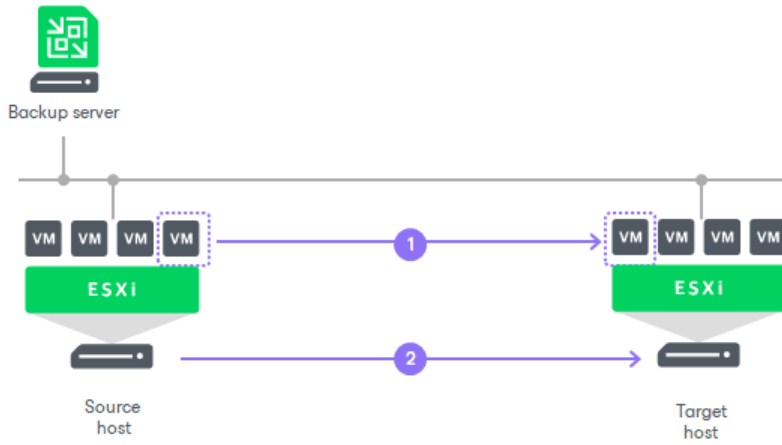 Backup server
VM VM VM VM
1
VM VM VM VM
ESXi
ESXi
2
Source
host
Target
host